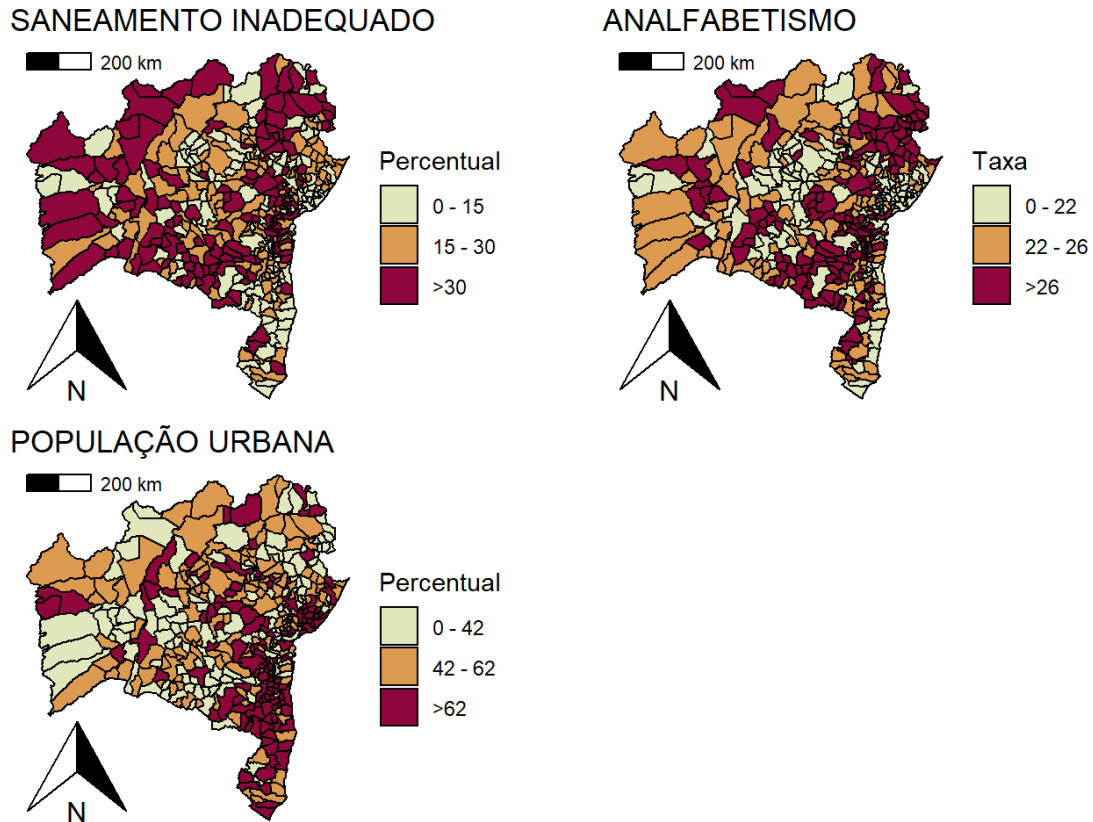 SANEAMENTO INADEQUADO
200 km
Percentual
0 - 15
15 - 30
>30
N
ANALFABETISMO
200 km
Taxa
0 - 22
22 - 26
>26
N
POPULAÇÃO URBANA
200 km
Percentual
0 - 42
42 - 62
>62
N